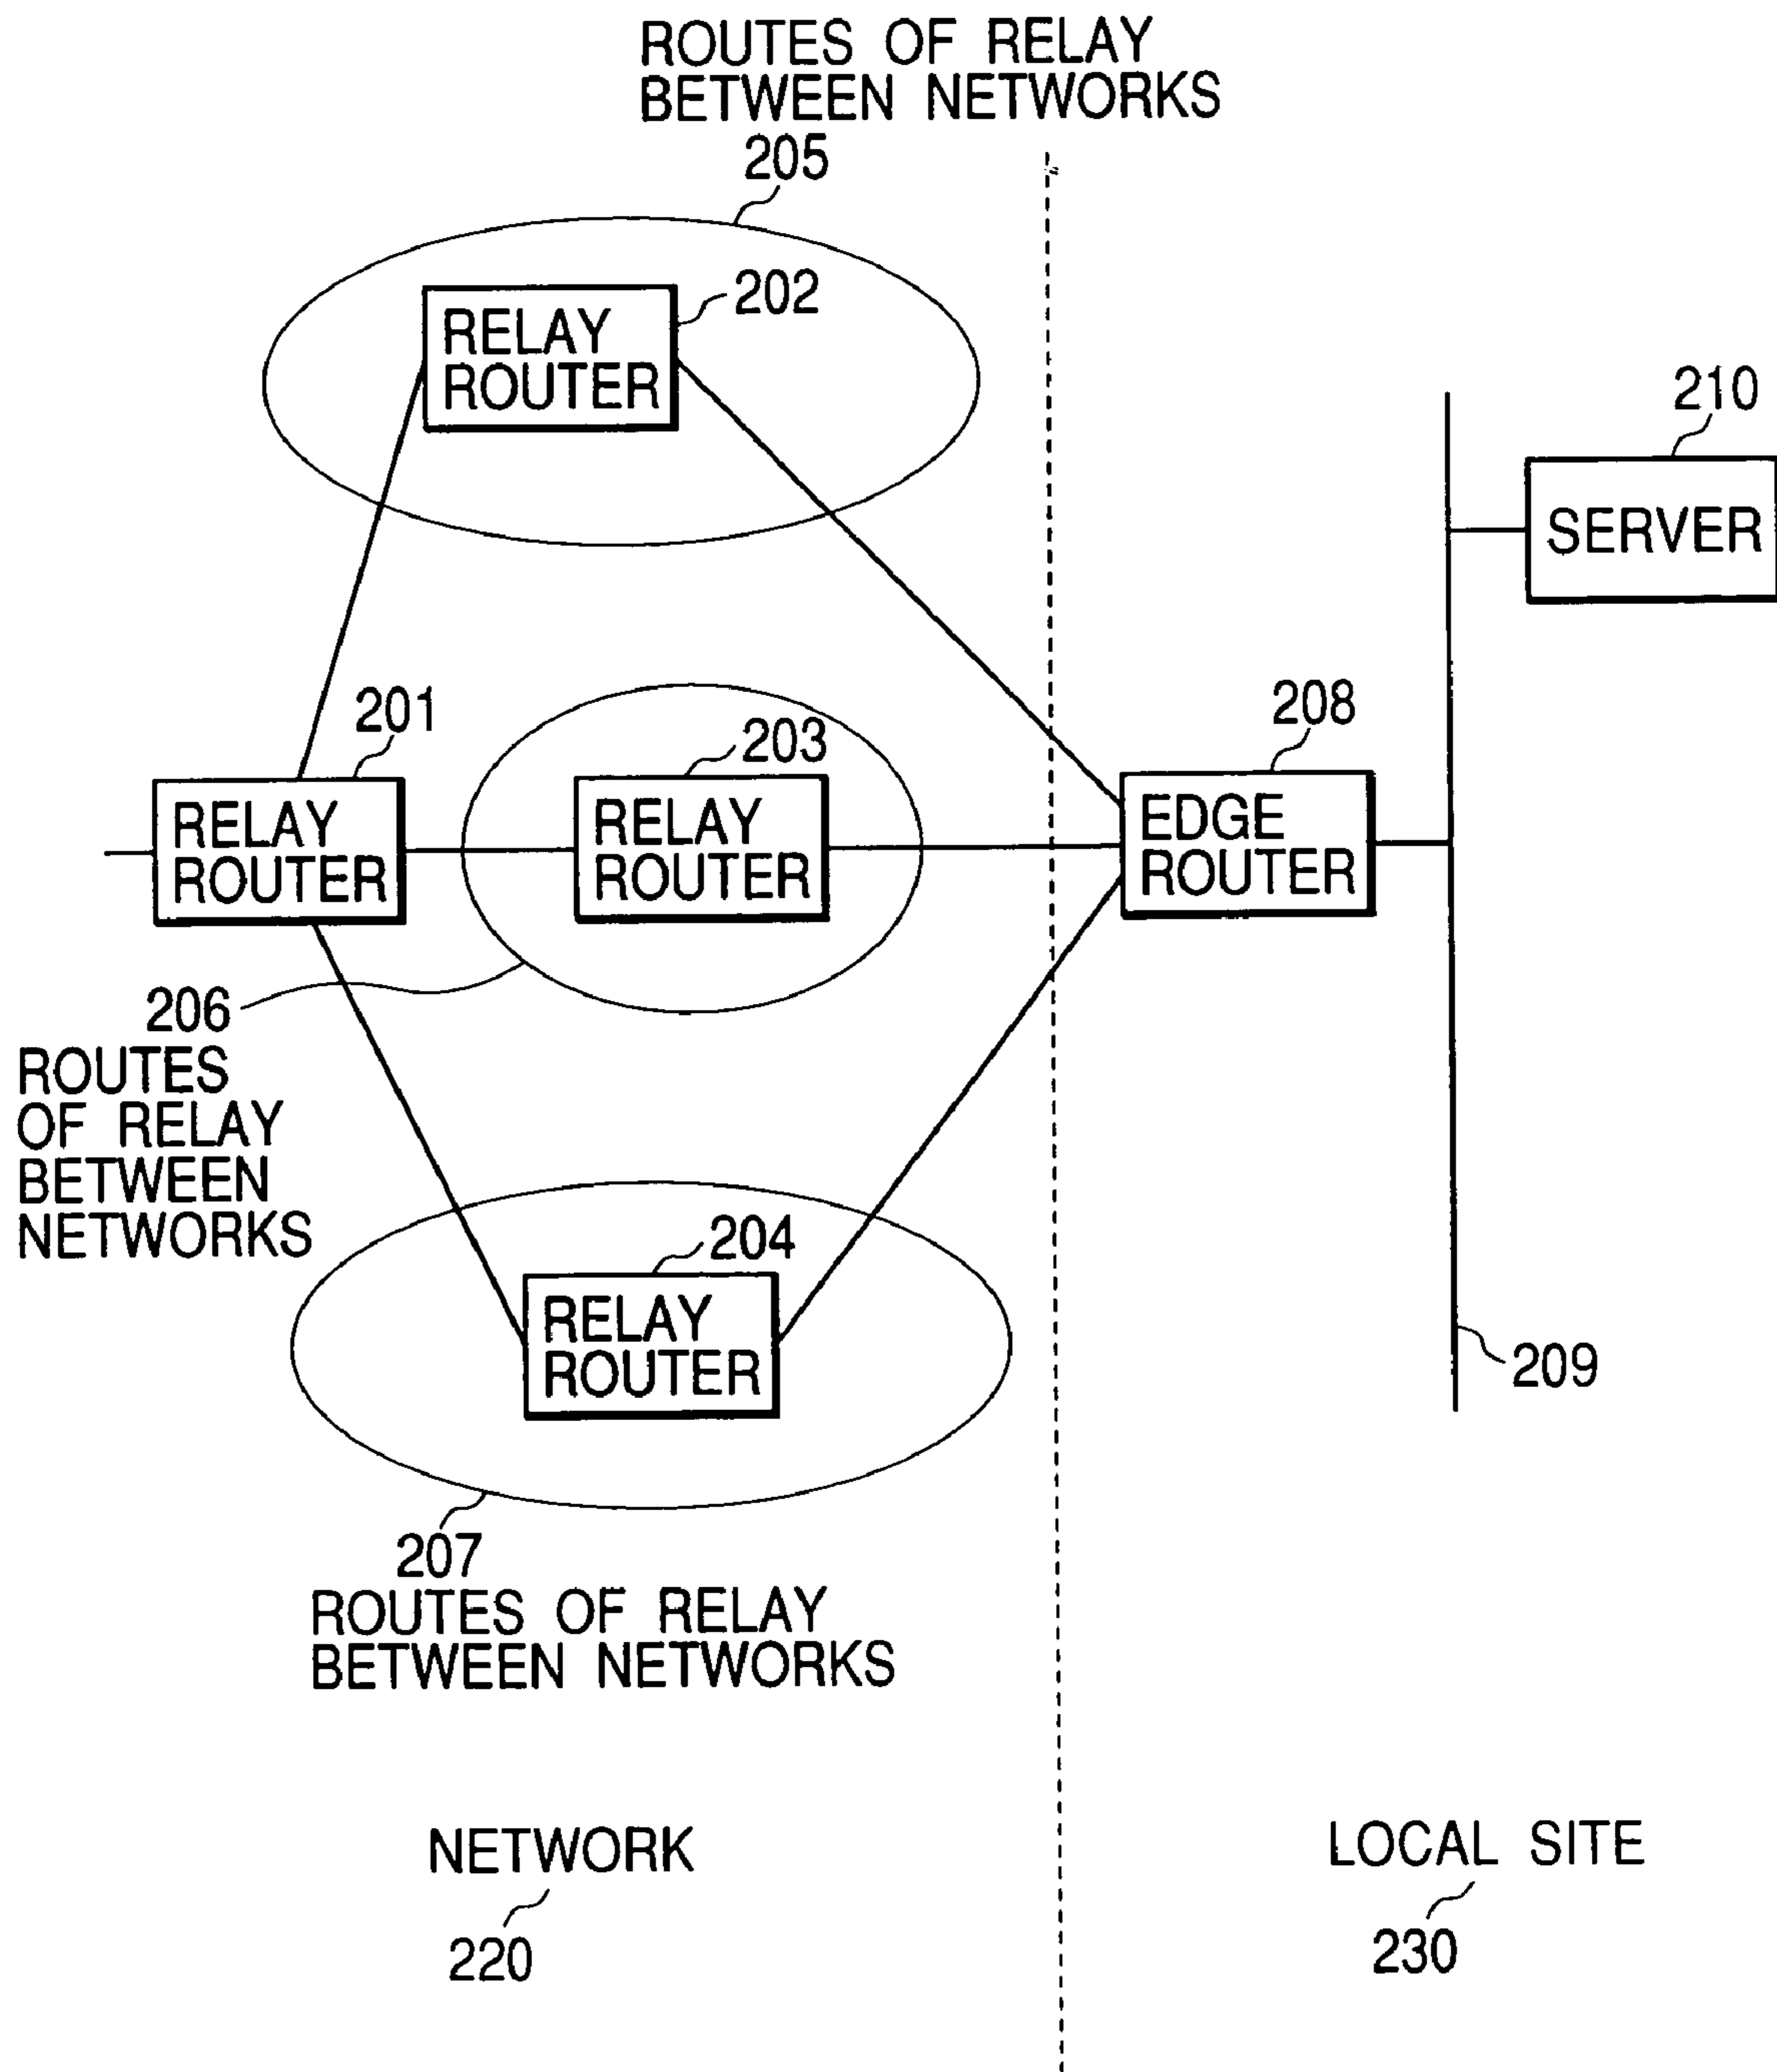 ROUTES OF RELAY
BETWEEN NETWORKS
205
202
RELAY
ROUTER
210
SERVER
201
RELAY
ROUTER
203
RELAY
ROUTER
208
EDGE
ROUTER
206
ROUTES
OF RELAY
BETWEEN
NETWORKS
204
RELAY
ROUTER
209
207
ROUTES OF RELAY
BETWEEN NETWORKS
NETWORK
220
LOCAL SITE
230